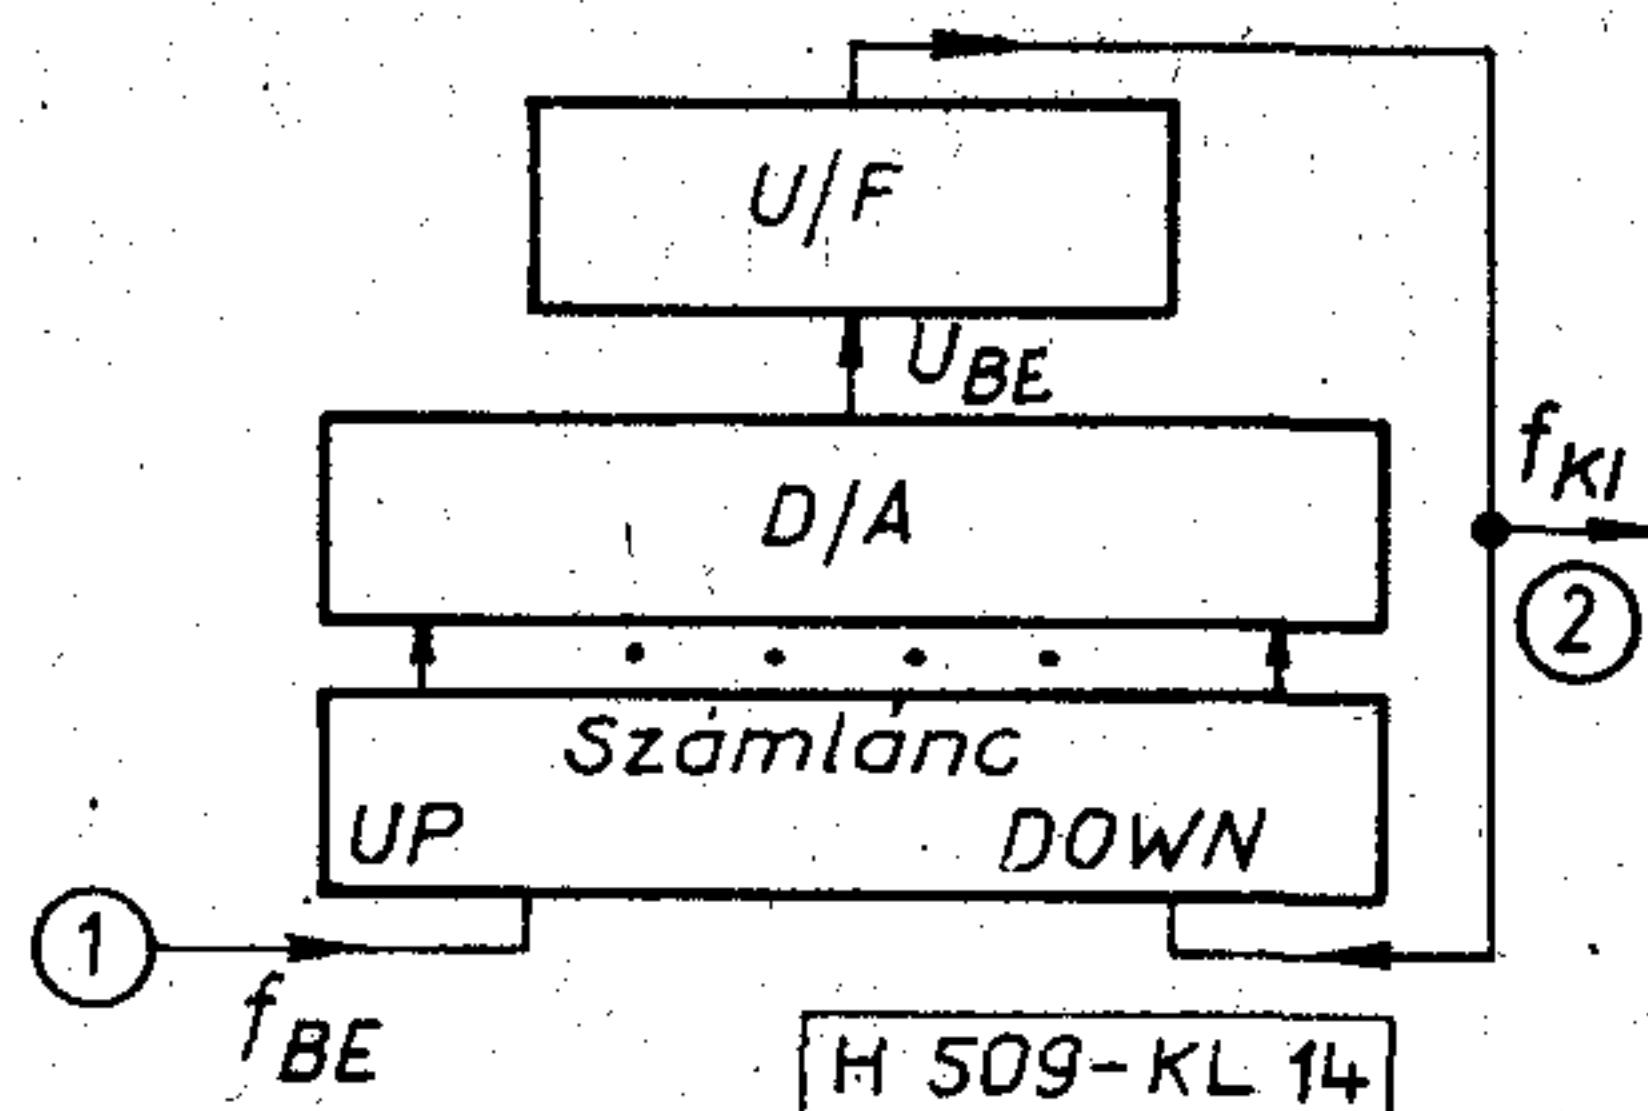 U/F
U_BE
D/A
f_KI
2
Számlánc
UP DOWN
1
f_BE
H 509-KL 14